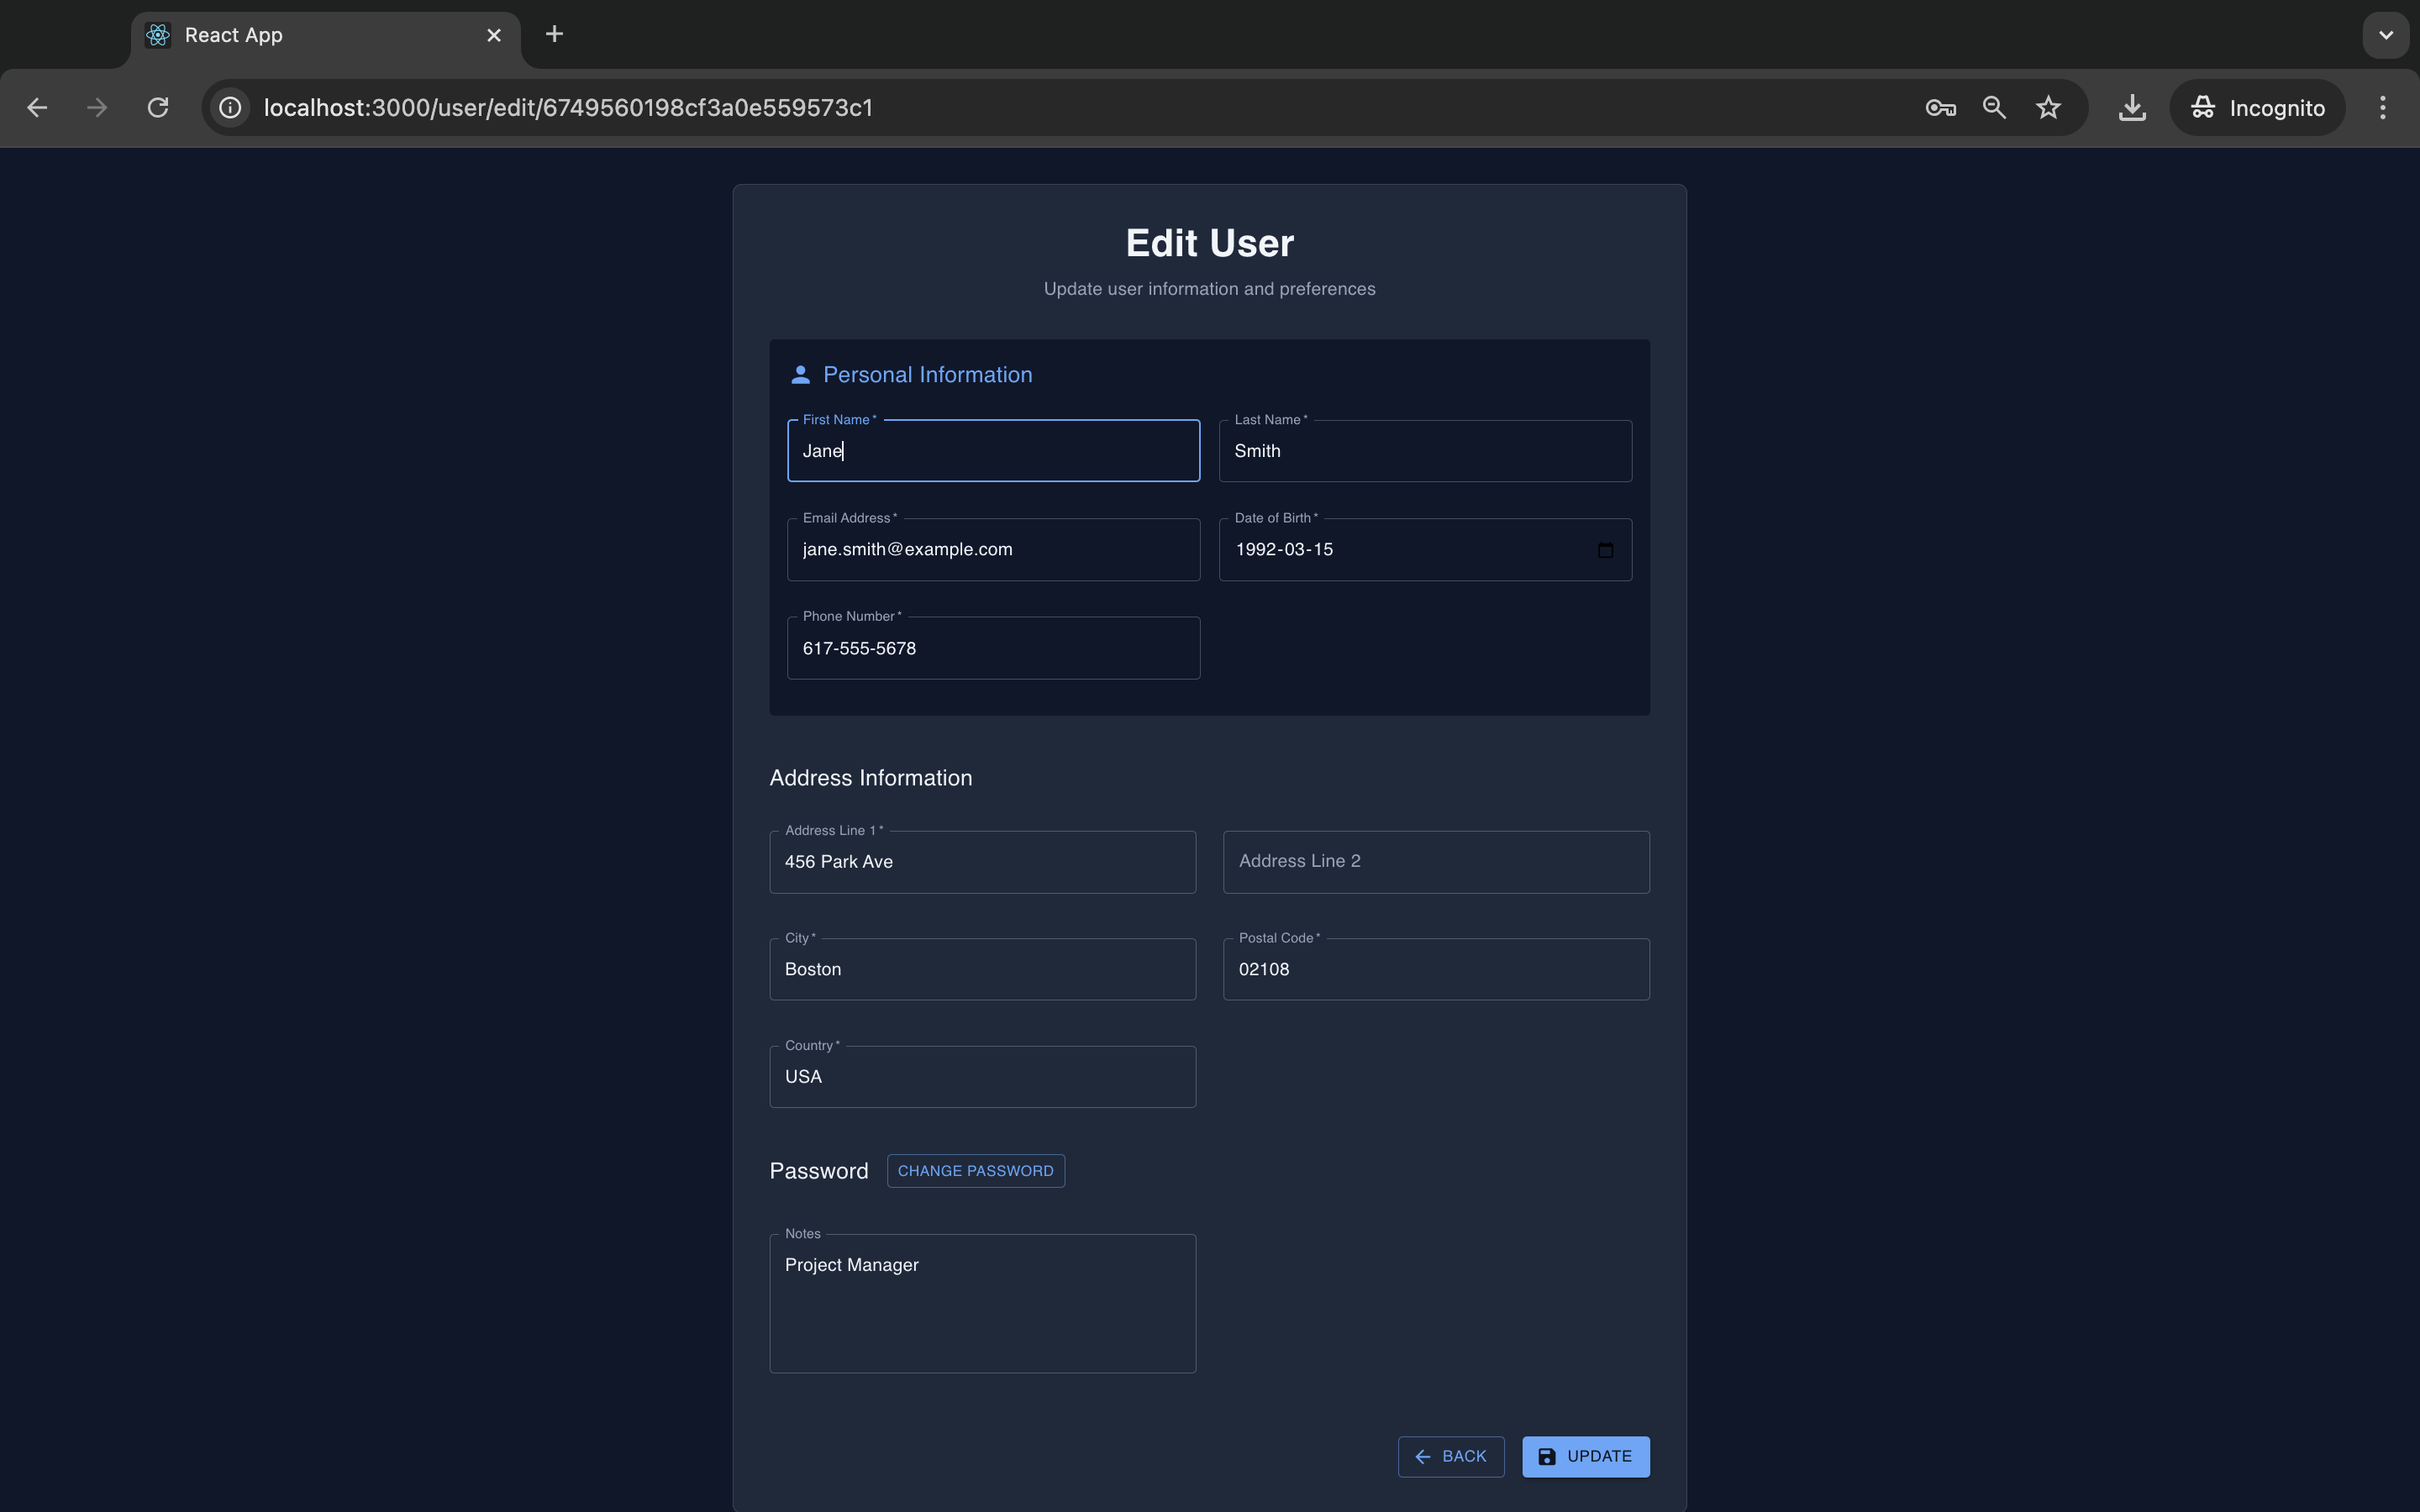 React App
localhost:3000/user/edit/6749560198cf3a0e559573c1
Incognito
Edit User
Update user information and preferences
Personal Information
First Name *
Last Name *
Jane
Smith
Email Address *
Date of Birth *
jane.smith@example.com
1992-03-15
Phone Number *
617-555-5678
Address Information
Address Line 1 *
456 Park Ave
Address Line 2
City *
Postal Code *
Boston
02108
Country *
USA
Password
CHANGE PASSWORD
Notes
Project Manager
BACK
UPDATE